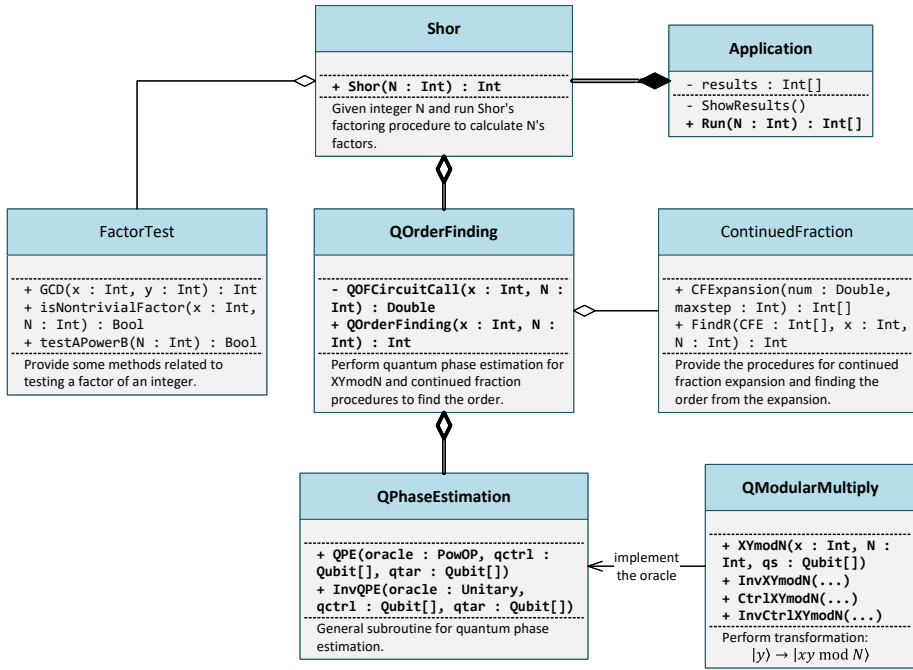 Shor
+ Shor(N : Int) : Int
Given integer N and run Shor's
factoring procedure to calculate N's
factors.
Application
- results : Int[]
- ShowResults()
+ Run(N : Int) : Int[]
FactorTest
+ GCD(x : Int, y : Int) : Int
+ isNontrivialFactor(x : Int,
N : Int) : Bool
+ testAPowerB(N : Int) : Bool
Provide some methods related to
testing a factor of an integer.
QOrderFinding
- QOFCircuitCall(x : Int, N :
Int) : Double
+ QOrderFinding(x : Int, N :
Int) : Int
Perform quantum phase estimation for
XYmodN and continued fraction
procedures to find the order.
ContinuedFraction
+ CFExpansion(num : Double,
maxstep : Int) : Int[]
+ FindR(CFE : Int[], x : Int,
N : Int) : Int
Provide the procedures for continued
fraction expansion and finding the
order from the expansion.
QPhaseEstimation
+ QPE(oracle : PowOP, qctrl :
Qubit[], qtar : Qubit[])
+ InvQPE(oracle : Unitary,
qctrl : Qubit[], qtar : Qubit[])
General subroutine for quantum phase
estimation.
implement
the oracle
QModularMultiply
+ XYmodN(x : Int, N :
Int, qs : Qubit[])
+ InvXYmodN(...)
+ CtrlXYmodN(...)
+ InvCtrlXYmodN(...)
Perform transformation:
|y⟩ → |xy mod N⟩